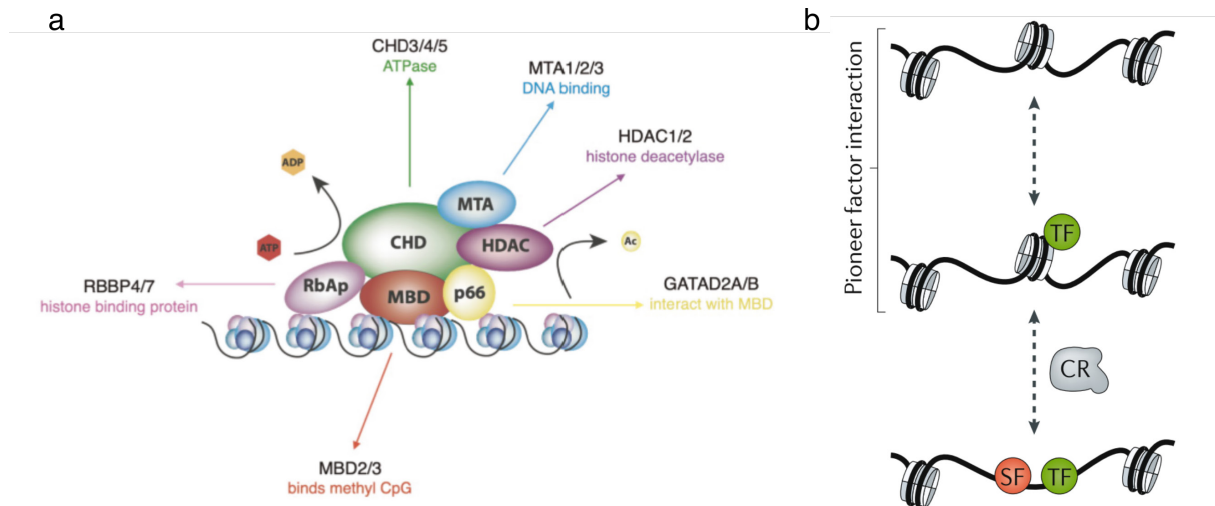 a
CHD3/4/5
ATPase
MTA1/2/3
DNA binding
HDAC1/2
histone deacetylase
ADP
MTA
ATP
CHD
HDAC
Ac
RBBP4/7
histone binding protein
RbAp
MBD
p66
GATAD2A/B
interact with MBD
MBD2/3
binds methyl CpG
b
Pioneer factor interaction
TF
CR
SF
TF